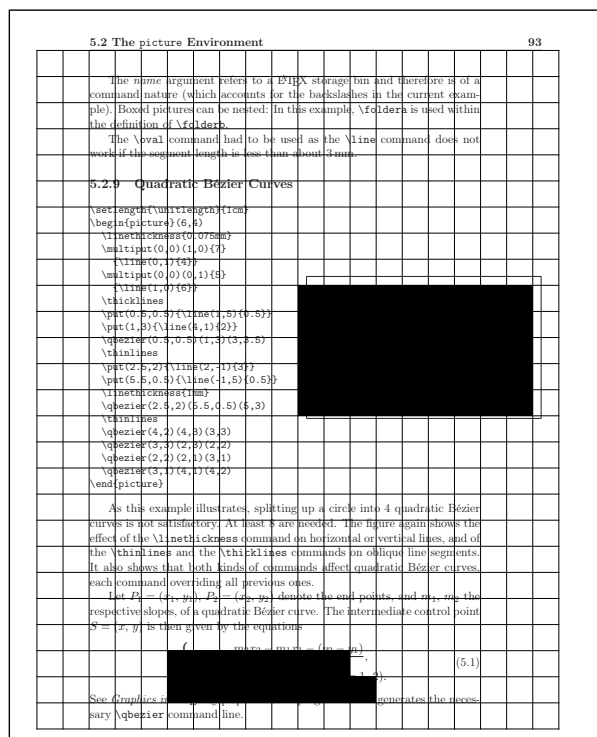 5.2 The picture Environment 93
The name argument refers to a LATEX storage bin and therefore is of
command nature (which accounts for the backslashes in the current exam-
ple). Boxed pictures can be nested: In this example, \foldera is used within
the definition of \folderb.
The \oval command had to be used as the \line command does not
work if the segment length is less than about 3 mm.
5.2.9 Quadratic Bézier Curves
\setlength{\unitlength}{1cm}
\begin{picture}(6,4)
\linethickness{0.075mm}
\multiput(0,0)(1,0){7}
{\line(0,1){4}}
\multiput(0,0)(0,1){5}
{\line(1,0){6}}
\thicklines
\put(0.5,0.5){\line(1,5){0.5}}
\put(1,3){\line(4,1){2}}
\qbezier(0.5,0.5)(1,3)(3,3.5)
\thinlines
\put(2.5,2){\line(2,-1){3}}
\put(5.5,0.5){\line(-1,5){0.5}}
\linethickness{1mm}
\qbezier(2.5,2)(5.5,0.5)(5,3)
\thinlines
\qbezier(4,2)(4,3)(3,3)
\qbezier(3,3)(2,3)(2,2)
\qbezier(2,2)(2,1)(3,1)
\qbezier(3,1)(4,1)(4,2)
\end{picture}
As this example illustrates, splitting up a circle into 4 quadratic Bézier
curves is not satisfactory. At least 8 are needed. The figure again shows the
effect of the \linethickness command on horizontal or vertical lines, and of
the \thinlines and the \thicklines commands on oblique line segments.
It also shows that both kinds of commands affect quadratic Bézier curves,
each command overriding all previous ones.
Let P₁ = (x₁, y₁), P₂ = (x₂, y₂) denote the end points, and m₁, m₂ the
respective slopes, of a quadratic Bézier curve. The intermediate control point
S = (x, y) is then given by the equations
(5.1)
See Graphics generates the neces-
sary \qbezier command line.